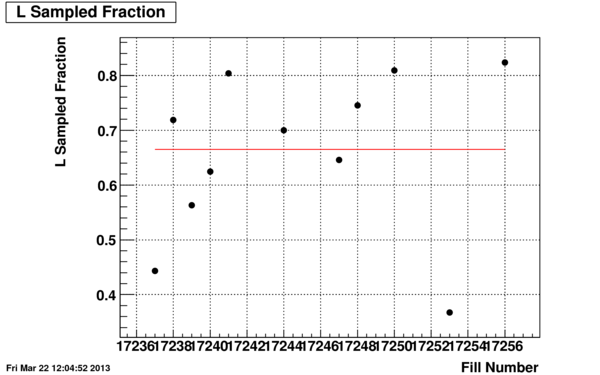 L Sampled Fraction
L Sampled Fraction
0.8
0.7
0.6
0.5
0.4
17236 17238 17240 17242 17244 17246 17248 17250 17252 17254 17256
Fill Number
Fri Mar 22 12:04:52 2013